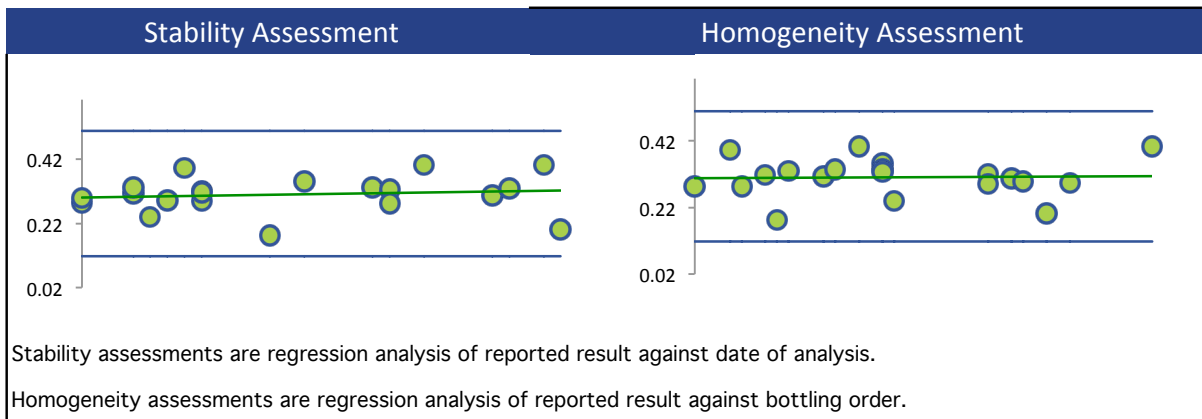 Stability Assessment
Homogeneity Assessment
0.42
0.22
0.02
0.42
0.22
0.02
Stability assessments are regression analysis of reported result against date of analysis.
Homogeneity assessments are regression analysis of reported result against bottling order.